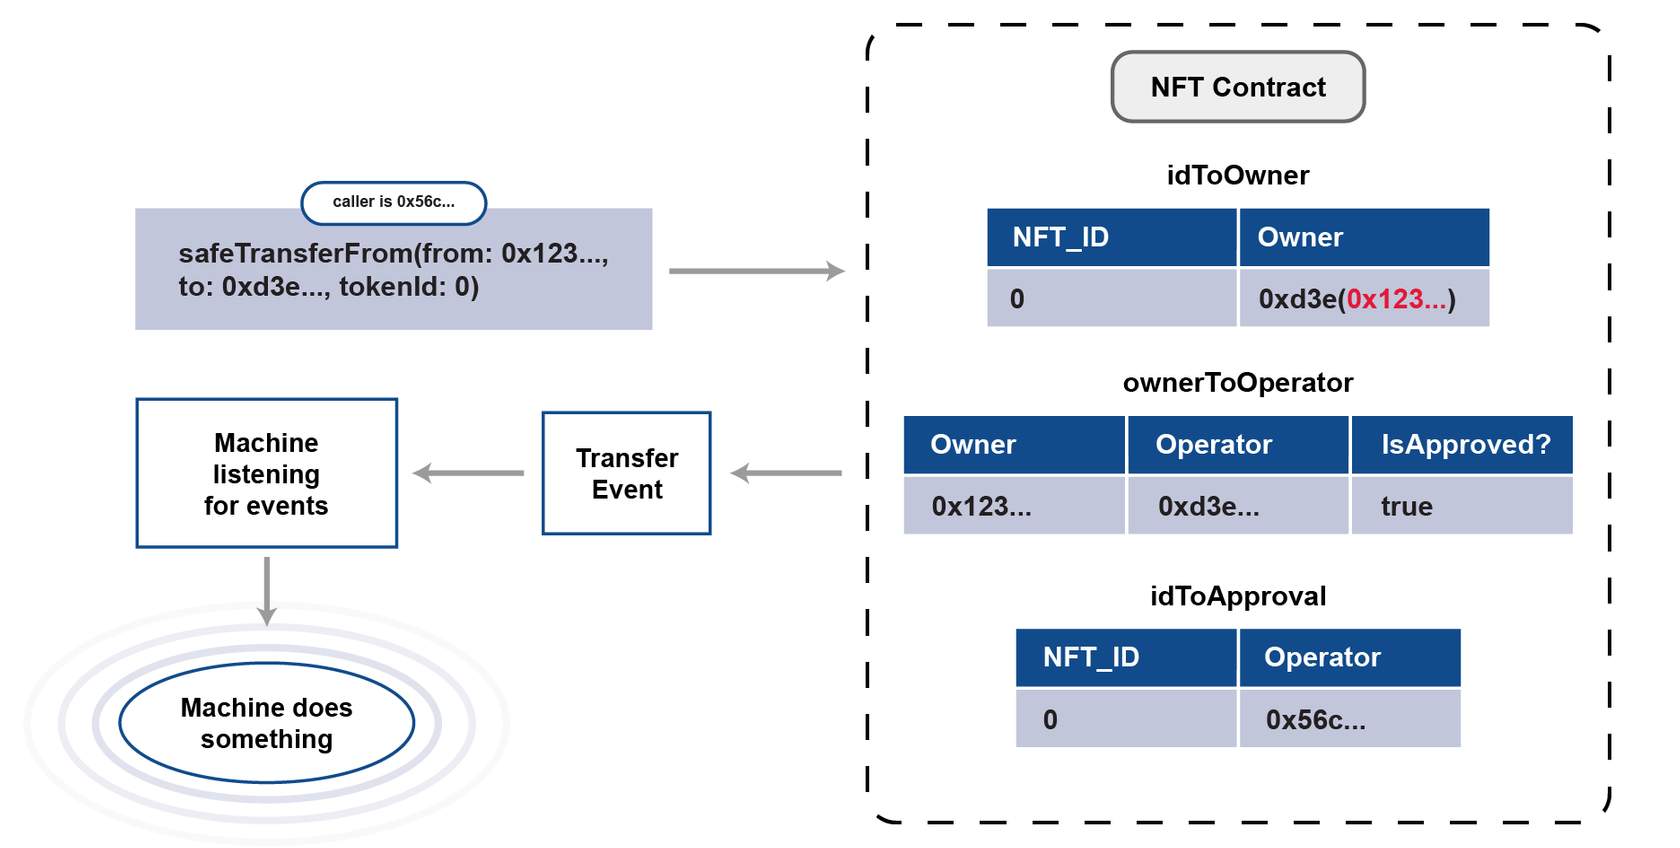 NFT Contract
caller is 0x56c...
safeTransferFrom(from: 0x123...,
to: 0xd3e..., tokenId: 0)
idToOwner
NFT_ID Owner
0 0xd3e(0x123...)
ownerToOperator
Owner Operator IsApproved?
0x123... 0xd3e... true
idToApproval
NFT_ID Operator
0 0x56c...
Transfer
Event
Machine
listening
for events
Machine does
something